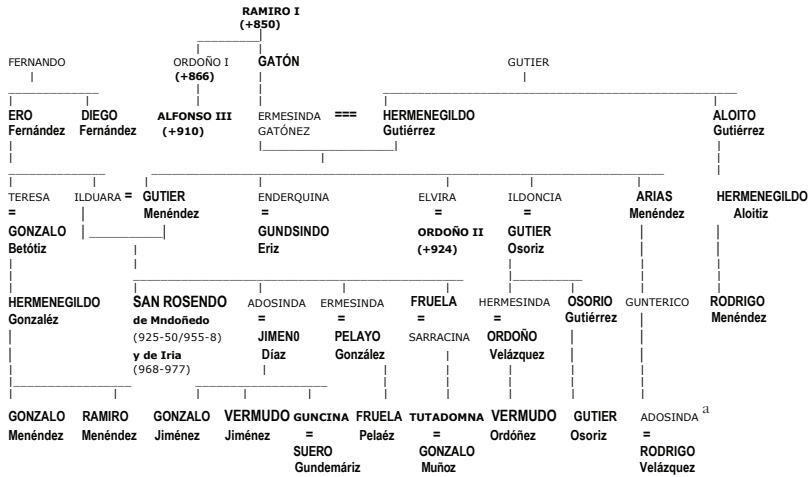 RAMIRO I
(+850)
FERNANDO ORDOÑO I GATÓN GUTIER
(+866)
ERO DIEGO ALFONSO III ERMESINDA === HERMENEGILDO ALOITO
Fernández Fernández (+910) GATÓNEZ Gutiérrez Gutiérrez
TERESA ILDUARA = GUTIER ENDERQUINA ELVIRA ILDONCIA ARIAS HERMENEGILDO
= Menéndez = = = Menéndez Aloitiz
GONZALO GUNDSINDO ORDOÑO II GUTIER
Betótiz Eriz (+924) Osoriz
HERMENEGILDO SAN ROSENDO ADOSINDA ERMESINDA FRUELA HERMESINDA OSORIO GUNTERICO RODRIGO
Gonzaléz de Mndoñedo = = = = Gutiérrez Menéndez
(925-50/955-8) JIMEN0 PELAYO SARRACINA ORDOÑO
y de Iria Díaz González Velázquez
(968-977)
GONZALO RAMIRO GONZALO VERMUDO GUNCINA FRUELA TUTADOMNA VERMUDO GUTIER ADOSINDA a
Menéndez Menéndez Jiménez Jiménez = Pelaéz = Ordóñez Osoriz =
SUERO GONZALO RODRIGO
Gundemáriz Muñoz Velázquez